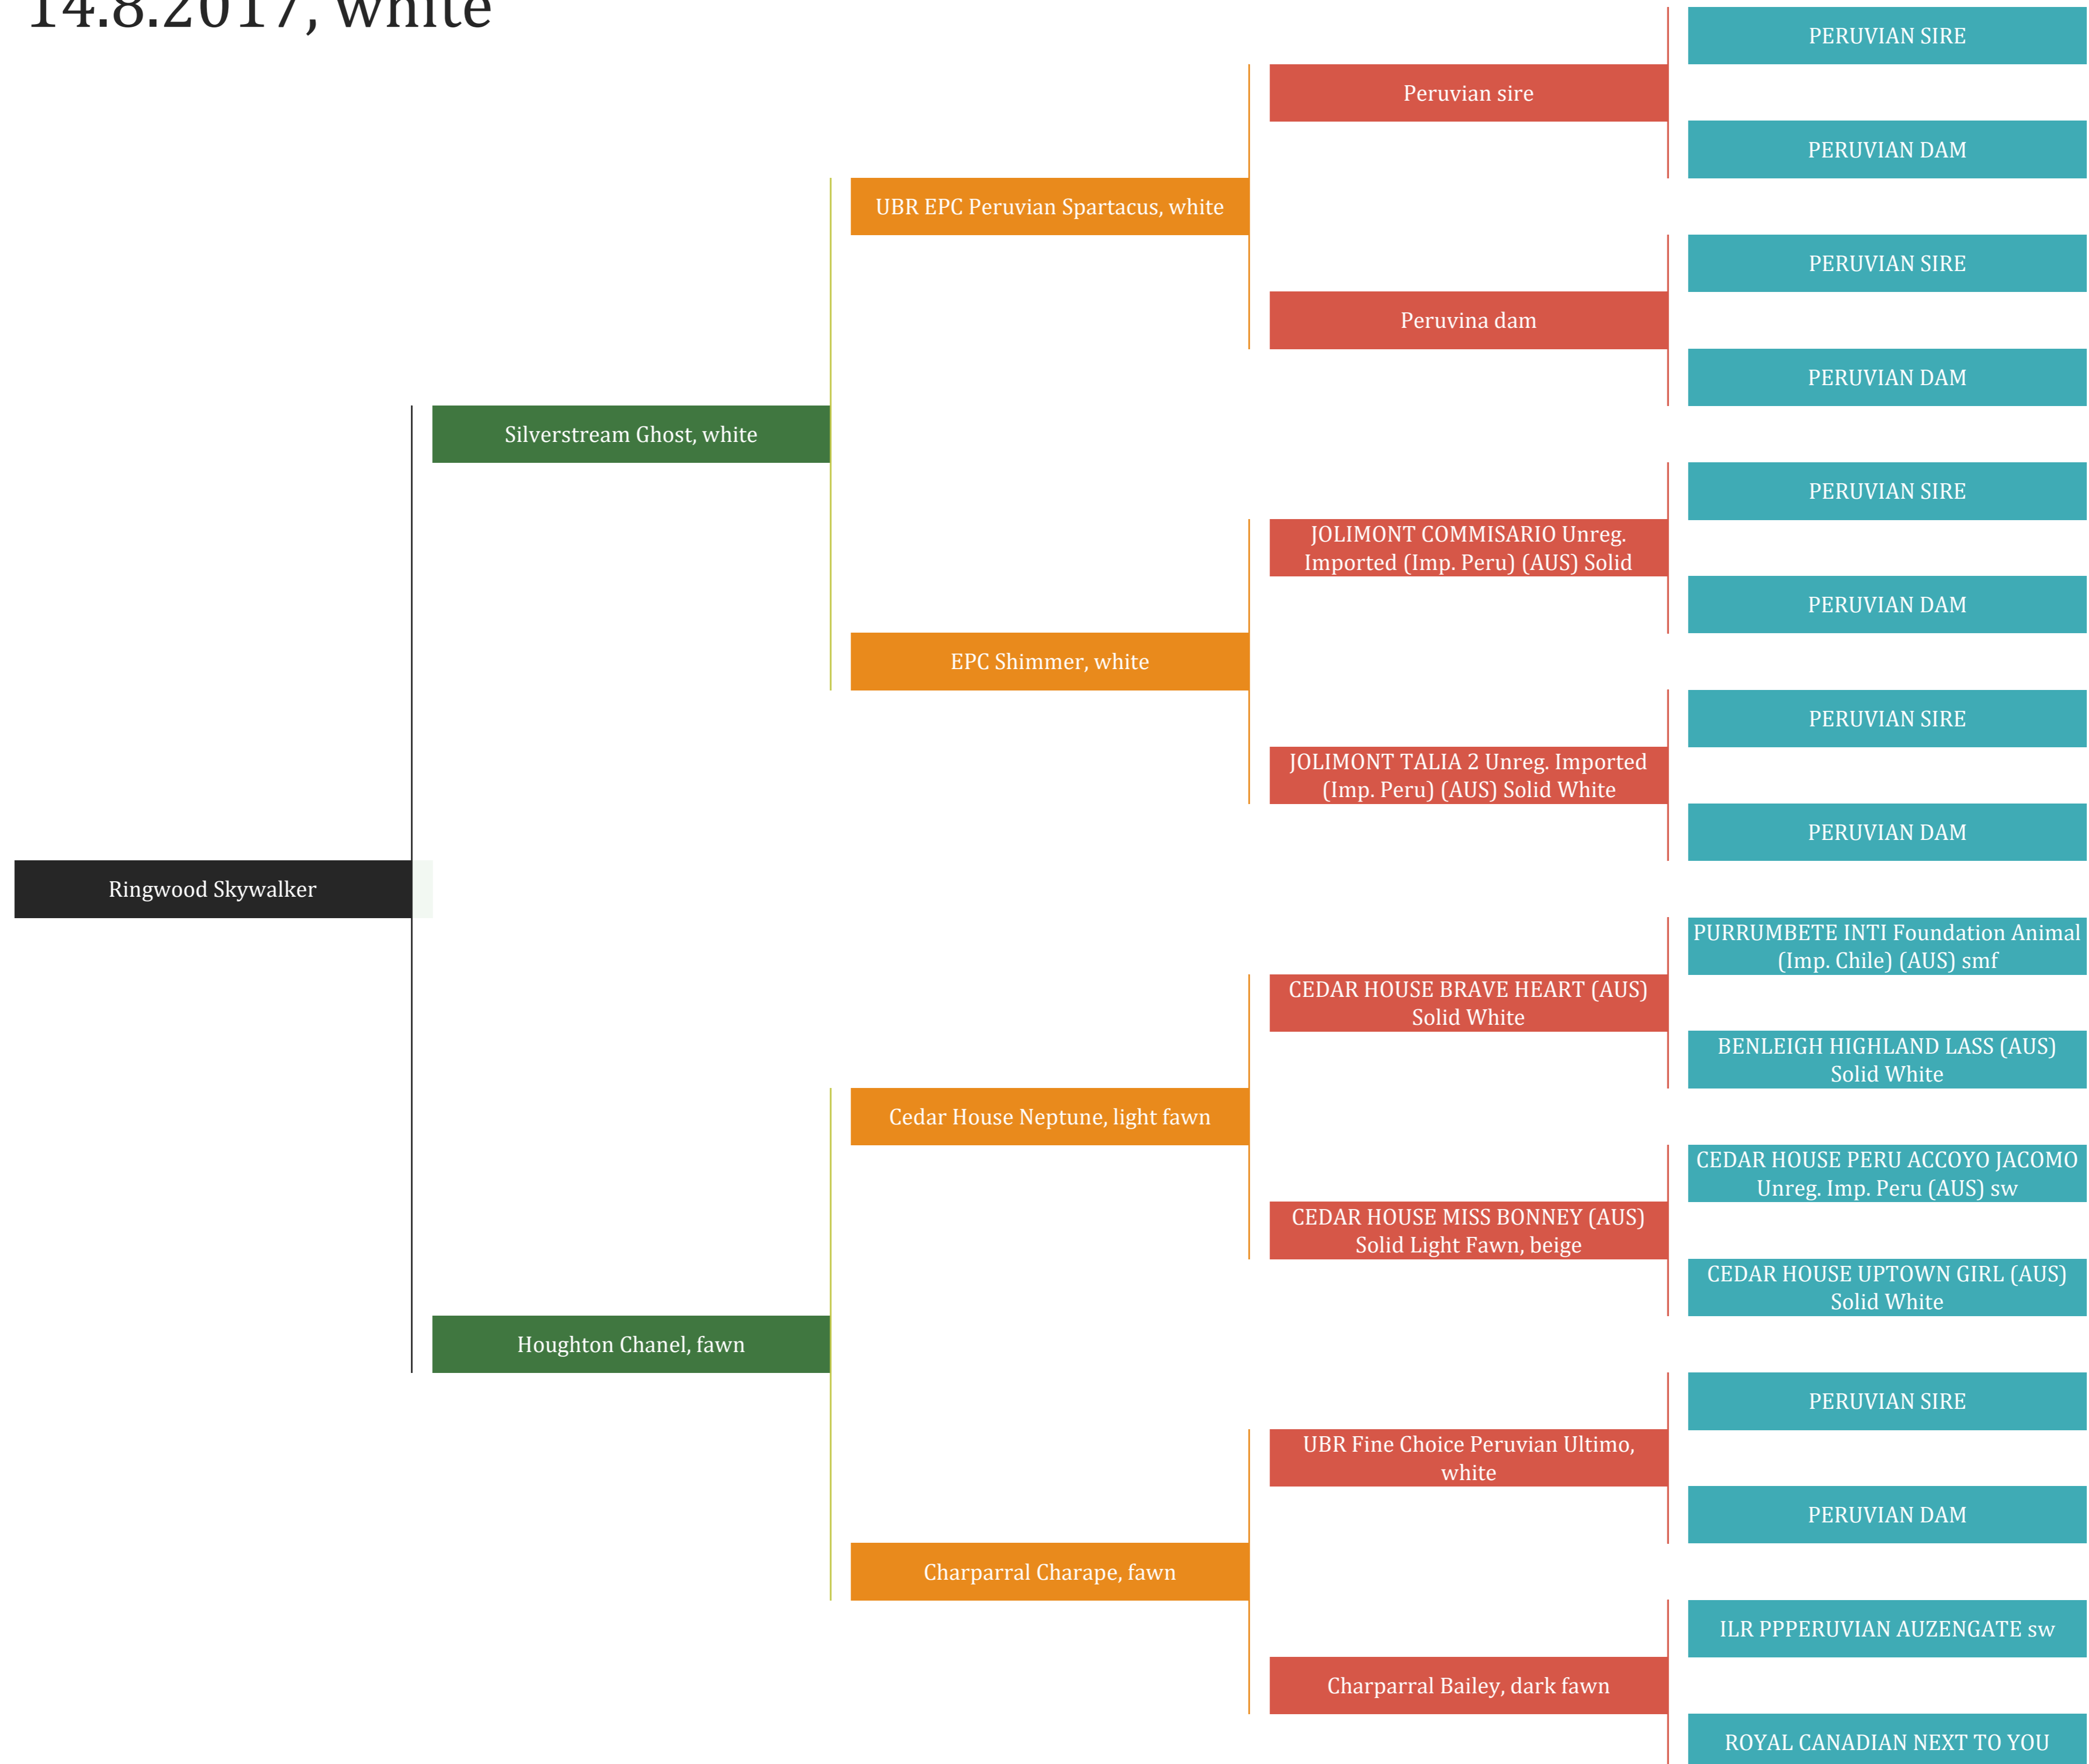 14.8.2017, white
PERUVIAN SIRE
Peruvian sire
PERUVIAN DAM
UBR EPC Peruvian Spartacus, white
PERUVIAN SIRE
Peruvina dam
PERUVIAN DAM
Silverstream Ghost, white
PERUVIAN SIRE
JOLIMONT COMMISARIO Unreg.
Imported (Imp. Peru) (AUS) Solid
PERUVIAN DAM
EPC Shimmer, white
PERUVIAN SIRE
JOLIMONT TALIA 2 Unreg. Imported
(Imp. Peru) (AUS) Solid White
PERUVIAN DAM
Ringwood Skywalker
PURRUMBETE INTI Foundation Animal
(Imp. Chile) (AUS) smf
CEDAR HOUSE BRAVE HEART (AUS)
Solid White
BENLEIGH HIGHLAND LASS (AUS)
Solid White
Cedar House Neptune, light fawn
CEDAR HOUSE PERU ACCOYO JACOMO
Unreg. Imp. Peru (AUS) sw
CEDAR HOUSE MISS BONNEY (AUS)
Solid Light Fawn, beige
CEDAR HOUSE UPTOWN GIRL (AUS)
Solid White
Houghton Chanel, fawn
PERUVIAN SIRE
UBR Fine Choice Peruvian Ultimo,
white
PERUVIAN DAM
Charparral Charape, fawn
ILR PPPERUVIAN AUZENGATE sw
Charparral Bailey, dark fawn
ROYAL CANADIAN NEXT TO YOU